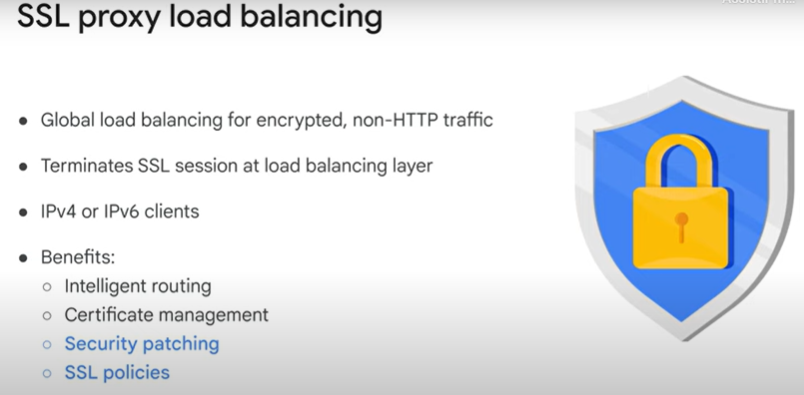 SSL proxy load balancing
• Global load balancing for encrypted, non-HTTP traffic
• Terminates SSL session at load balancing layer
• IPv4 or IPv6 clients
• Benefits:
○ Intelligent routing
○ Certificate management
○ Security patching
○ SSL policies